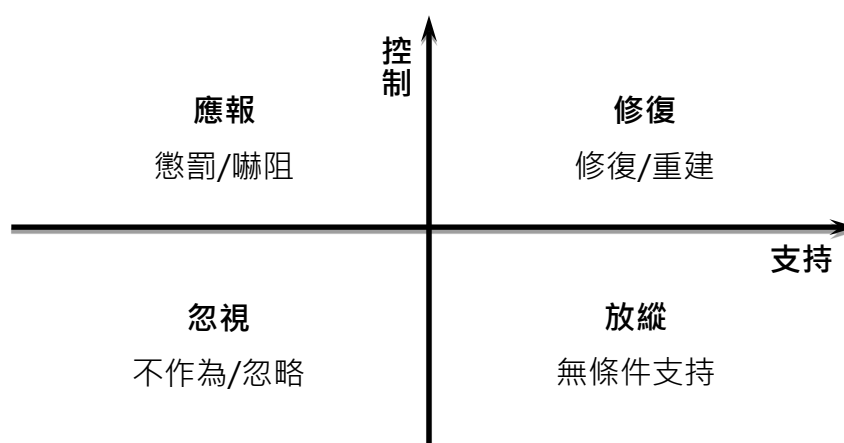 控制
應報
懲罰/嚇阻
修復
修復/重建
支持
忽視
不作為/忽略
放縱
無條件支持